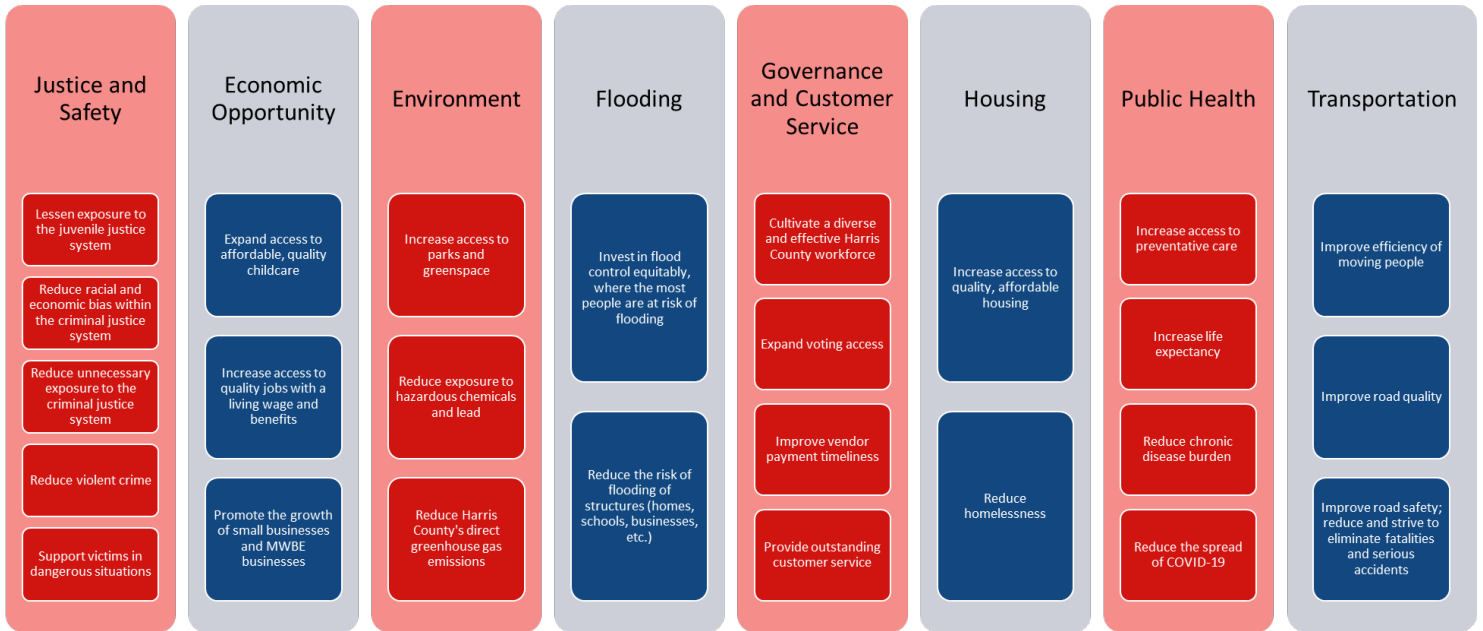 Justice and
Safety
Lessen exposure to
the juvenile justice
system
Reduce racial and
economic bias within
the criminal justice
system
Reduce unnecessary
exposure to the
criminal justice
system
Reduce violent crime
Support victims in
dangerous situations
Economic
Opportunity
Expand access to
affordable, quality
childcare
Increase access to
quality jobs with a
living wage and
benefits
Promote the growth
of small businesses
and MWBE
businesses
Environment
Increase access to
parks and
greenspace
Reduce exposure to
hazardous chemicals
and lead
Reduce Harris
County's direct
greenhouse gas
emissions
Flooding
Invest in flood
control equitably,
where the most
people are at risk of
flooding
Reduce the risk of
flooding of
structures (homes,
schools, businesses,
etc.)
Governance
and Customer
Service
Cultivate a diverse
and effective Harris
County workforce
Expand voting access
Improve vendor
payment timeliness
Provide outstanding
customer service
Housing
Increase access to
quality, affordable
housing
Reduce
homelessness
Public Health
Increase access to
preventative care
Increase life
expectancy
Reduce chronic
disease burden
Reduce the spread
of COVID-19
Transportation
Improve efficiency of
moving people
Improve road quality
Improve road safety;
reduce and strive to
eliminate fatalities
and serious
accidents